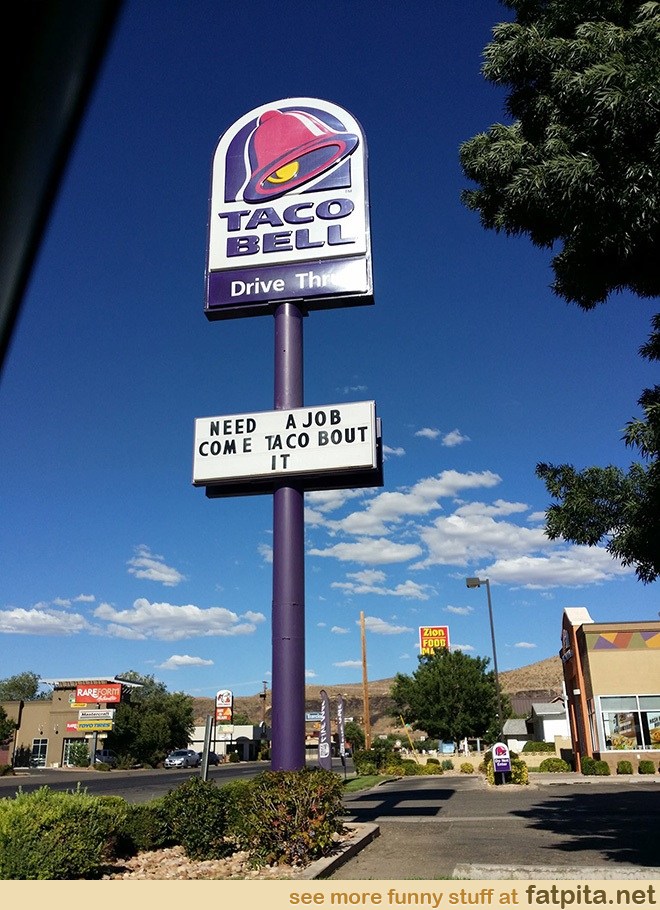 TACO
BELL
Drive Thru
NEED A JOB
COME TACO BOUT
IT
Zion
FOOD
RAREFORM
see more funny stuff at fatpita.net